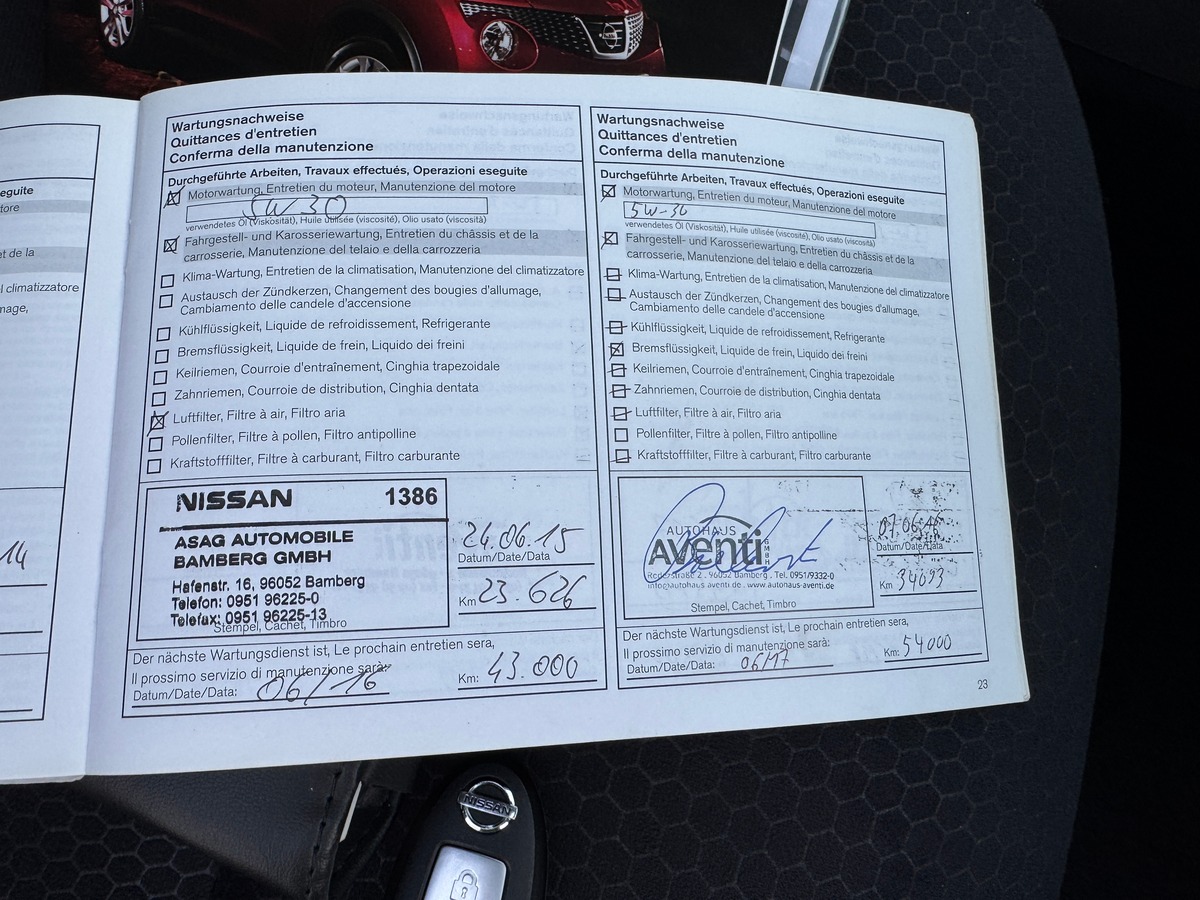 eguite
tore
et de la
l climatizzatore
mage,
14
Wartungsnachweise
Quittances d'entretien
Conferma della manutenzione
Durchgeführte Arbeiten, Travaux effectués, Operazioni eseguite
Motorwartung, Entretien du moteur, Manutenzione del motore
5W30
verwendetes Öl (Viskosität), Huile utilisée (viscosité), Olio usato (viscosità)
Fahrgestell- und Karosseriewartung, Entretien du châssis et de la
carrosserie, Manutenzione del telaio e della carrozzeria
Klima-Wartung, Entretien de la climatisation, Manutenzione del climatizzatore
Austausch der Zündkerzen, Changement des bougies d'allumage,
Cambiamento delle candele d'accensione
Kühlflüssigkeit, Liquide de refroidissement, Refrigerante
Bremsflüssigkeit, Liquide de frein, Liquido dei freini
Keilriemen, Courroie d'entraînement, Cinghia trapezoidale
Zahnriemen, Courroie de distribution, Cinghia dentata
Luftfilter, Filtre à air, Filtro aria
Pollenfilter, Filtre à pollen, Filtro antipolline
Kraftstofffilter, Filtre à carburant, Filtro carburante
NISSAN 1386
ASAG AUTOMOBILE
BAMBERG GMBH
Hafenstr. 16, 96052 Bamberg
Telefon: 0951 96225-0
Telefax: 0951 96225-13
Stempel, Cachet, Timbro
24.06.15
Datum/Date/Data
Km 23.626
Der nächste Wartungsdienst ist, Le prochain entretien sera,
Il prossimo servizio di manutenzione sarà:
Datum/Date/Data: 06/16 Km: 43.000
Wartungsnachweise
Quittances d'entretien
Conferma della manutenzione
Durchgeführte Arbeiten, Travaux effectués, Operazioni eseguite
Motorwartung, Entretien du moteur, Manutenzione del motore
5W-30
verwendetes Öl (Viskosität), Huile utilisée (viscosité), Olio usato (viscosità)
Fahrgestell- und Karosseriewartung, Entretien du châssis et de la
carrosserie, Manutenzione del telaio e della carrozzeria
Klima-Wartung, Entretien de la climatisation, Manutenzione del climatizzatore
Austausch der Zündkerzen, Changement des bougies d'allumage,
Cambiamento delle candele d'accensione
Kühlflüssigkeit, Liquide de refroidissement, Refrigerante
Bremsflüssigkeit, Liquide de frein, Liquido dei freini
Keilriemen, Courroie d'entraînement, Cinghia trapezoidale
Zahnriemen, Courroie de distribution, Cinghia dentata
Luftfilter, Filtre à air, Filtro aria
Pollenfilter, Filtre à pollen, Filtro antipolline
Kraftstofffilter, Filtre à carburant, Filtro carburante
AUTOHAUS
aventi
GMBH
96052 Bamberg . Tel. 0951/9332-0
info@autohaus-aventi.de . www.autohaus-aventi.de
Stempel, Cachet, Timbro
Datum/Date/Data
Km 34093
Der nächste Wartungsdienst ist, Le prochain entretien sera,
Il prossimo servizio di manutenzione sarà:
Datum/Date/Data: 06/17 Km: 54000
23
NISSAN